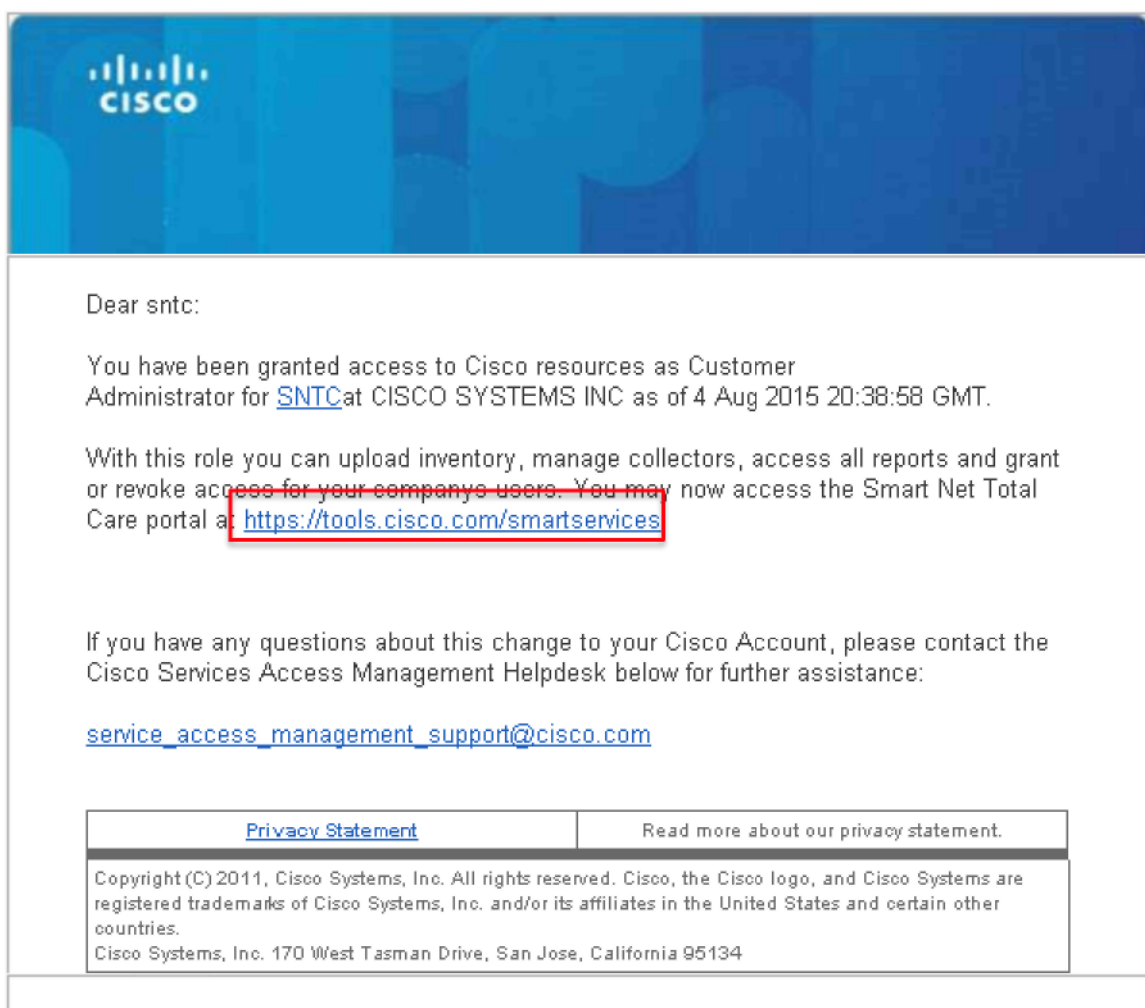 CISCO
Dear sntc:
You have been granted access to Cisco resources as Customer
Administrator for SNTCat CISCO SYSTEMS INC as of 4 Aug 2015 20:38:58 GMT.
With this role you can upload inventory, manage collectors, access all reports and grant
or revoke access for your companys users. You may now access the Smart Net Total
Care portal at https://tools.cisco.com/smartservices
If you have any questions about this change to your Cisco Account, please contact the
Cisco Services Access Management Helpdesk below for further assistance:
service_access_management_support@cisco.com
Privacy Statement Read more about our privacy statement.
Copyright (C) 2011, Cisco Systems, Inc. All rights reserved. Cisco, the Cisco logo, and Cisco Systems are
registered trademarks of Cisco Systems, Inc. and/or its affiliates in the United States and certain other
countries.
Cisco Systems, Inc. 170 West Tasman Drive, San Jose, California 95134